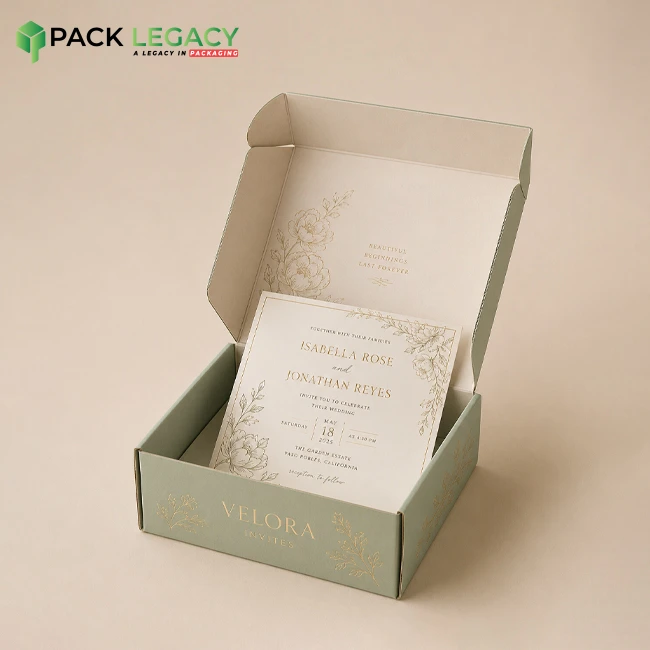 PACK LEGACY
A LEGACY IN PACKAGING
BEAUTIFUL
BEGINNINGS
LAST FOREVER
TOGETHER WITH THEIR FAMILIES
ISABELLA ROSE
and
JONATHAN REYES
INVITE YOU TO CELEBRATE
THEIR WEDDING
MAY
SATURDAY 18 AT 4:30 PM
2025
THE GARDEN ESTATE
PASO ROBLES, CALIFORNIA
reception to follow
VELORA
INVITES